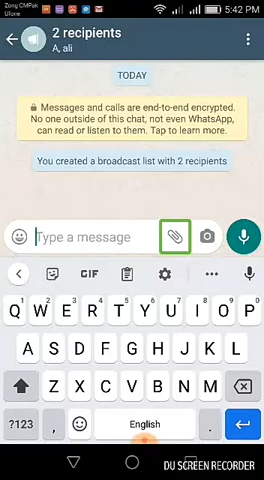 Zong CMPak
Ufone
5:42 PM
2 recipients
A, ali
TODAY
Messages and calls are end-to-end encrypted.
No one outside of this chat, not even WhatsApp,
can read or listen to them. Tap to learn more.
You created a broadcast list with 2 recipients
Type a message
GIF
Q W E R T Y U I O P
A S D F G H J K L
Z X C V B N M
?123 , English .
DU SCREEN RECORDER